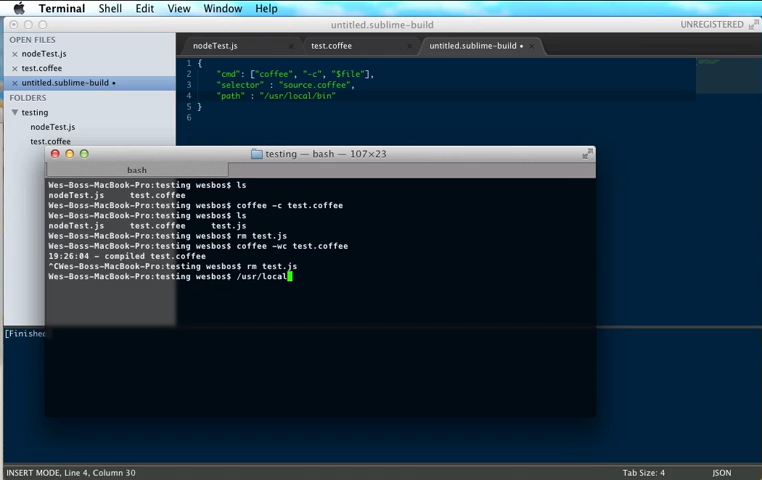 Terminal Shell Edit View Window Help
untitled.sublime-build
UNREGISTERED
OPEN FILES
× nodeTest.js
× test.coffee
× untitled.sublime-build •
FOLDERS
▼ testing
nodeTest.js
test.coffee
nodeTest.js ×
test.coffee ×
untitled.sublime-build • ×
1 {
2 "cmd": ["coffee", "-c", "$file"],
3 "selector" : "source.coffee",
4 "path" : "/usr/local/bin"
5 }
6
testing — bash — 107×23
bash
Wes-Boss-MacBook-Pro:testing wesbos$ ls
nodeTest.js test.coffee
Wes-Boss-MacBook-Pro:testing wesbos$ coffee -c test.coffee
Wes-Boss-MacBook-Pro:testing wesbos$ ls
nodeTest.js test.coffee test.js
Wes-Boss-MacBook-Pro:testing wesbos$ rm test.js
Wes-Boss-MacBook-Pro:testing wesbos$ coffee -wc test.coffee
19:26:04 - compiled test.coffee
^CWes-Boss-MacBook-Pro:testing wesbos$ rm test.js
Wes-Boss-MacBook-Pro:testing wesbos$ /usr/local
[Finished
INSERT MODE, Line 4, Column 30
Tab Size: 4
JSON